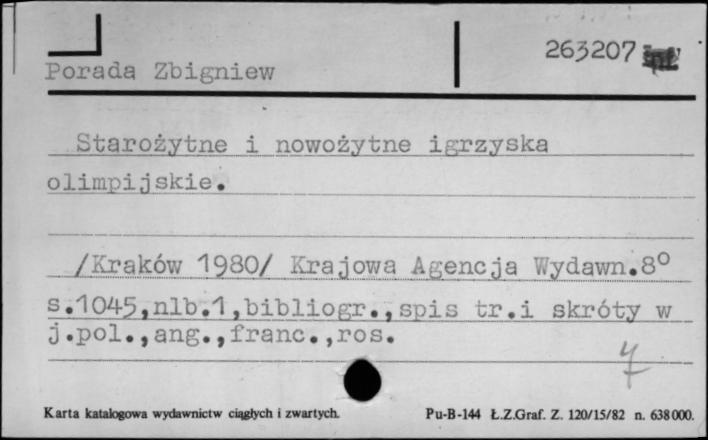 263207
Porada Zbigniew
Starożytne i nowożytne igrzyska
olimpijskie.
/Kraków 1980/ Krajowa Agencja Wydawn.8°
s.1045,nlb.1,bibliogr.,spis tr.i skróty w
j.pol.,ang.,franc.,ros.
Karta katalogowa wydawnictw ciągłych i zwartych.
Pu-B-144 Ł.Z.Graf. Z. 120/15/82 n. 638000.